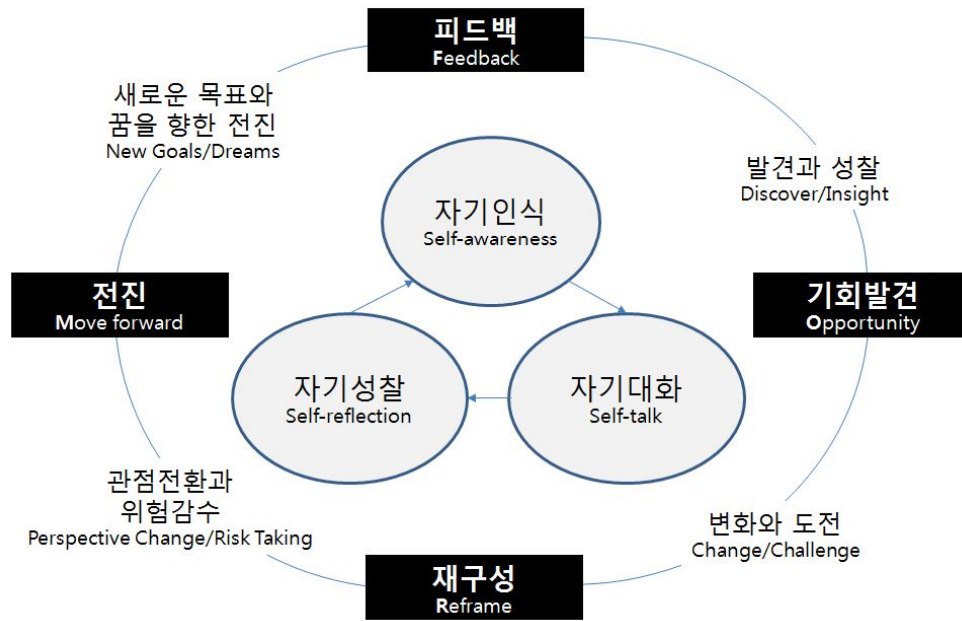 피드백
Feedback
새로운 목표와
꿈을 향한 전진
New Goals/Dreams
발견과 성찰
Discover/Insight
자기인식
Self-awareness
전진
Move forward
기회발견
Opportunity
자기성찰
Self-reflection
자기대화
Self-talk
관점전환과
위험감수
Perspective Change/Risk Taking
변화와 도전
Change/Challenge
재구성
Reframe